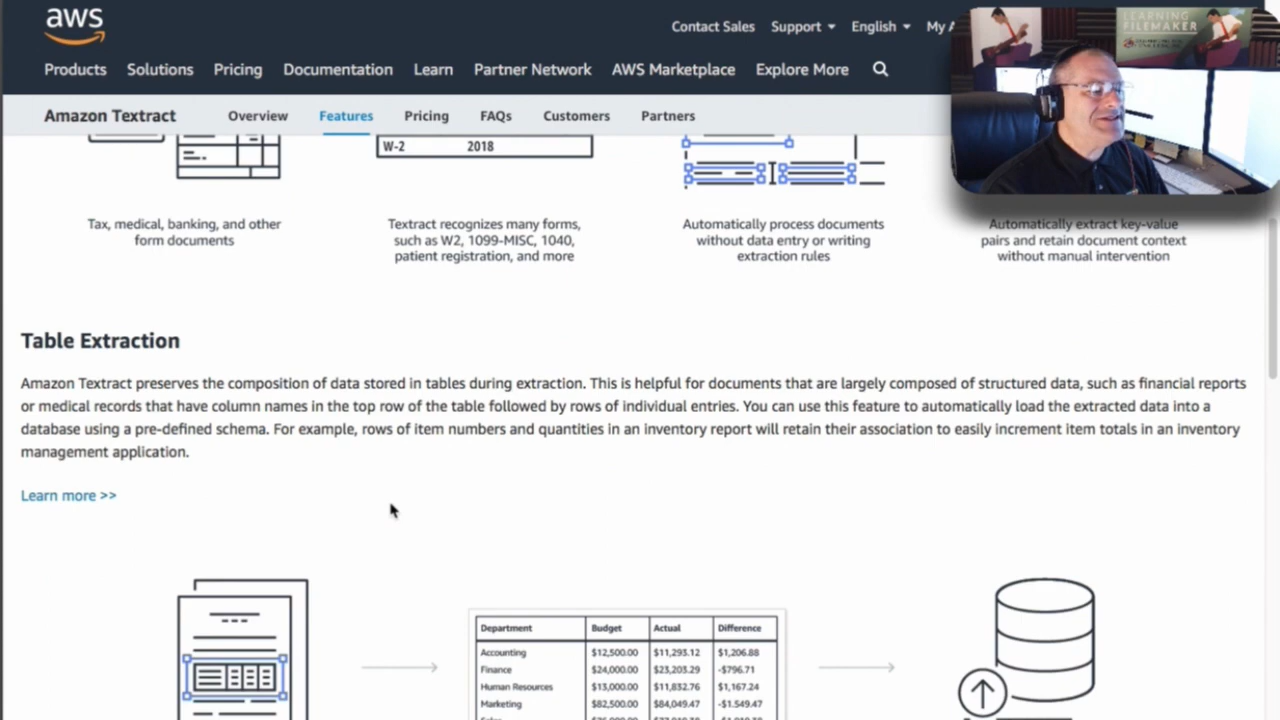 aws
Contact Sales Support English My A
LEARNING
FILEMAKER
Products Solutions Pricing Documentation Learn Partner Network AWS Marketplace Explore More
Amazon Textract Overview Features Pricing FAQs Customers Partners
W-2 2018
Tax, medical, banking, and other
form documents
Textract recognizes many forms,
such as W2, 1099-MISC, 1040,
patient registration, and more
Automatically process documents
without data entry or writing
extraction rules
Automatically extract key-value
pairs and retain document context
without manual intervention
Table Extraction
Amazon Textract preserves the composition of data stored in tables during extraction. This is helpful for documents that are largely composed of structured data, such as financial reports
or medical records that have column names in the top row of the table followed by rows of individual entries. You can use this feature to automatically load the extracted data into a
database using a pre-defined schema. For example, rows of item numbers and quantities in an inventory report will retain their association to easily increment item totals in an inventory
management application.
Learn more >>
Department Budget Actual Difference
Accounting $12,500.00 $11,293.12 $1,206.88
Finance $24,000.00 $23,203.29 -$796.71
Human Resources $13,000.00 $11,832.76 $1,167.24
Marketing $82,500.00 $84,049.47 -$1.549.47